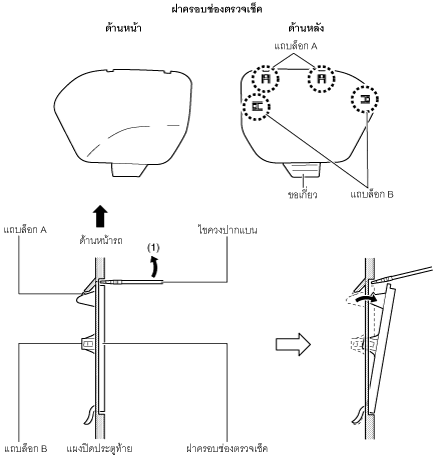 ฝาครอบช่องตรวจเช็ค
ด้านหน้า
ด้านหลัง
แถบล็อก A
ขอเกี่ยว
แถบล็อก B
แถบล็อก A
ด้านหน้ารถ
ไขควงปากแบน
(1)
แถบล็อก B
แผงปิดประตูท้าย
ฝาครอบช่องตรวจเช็ค